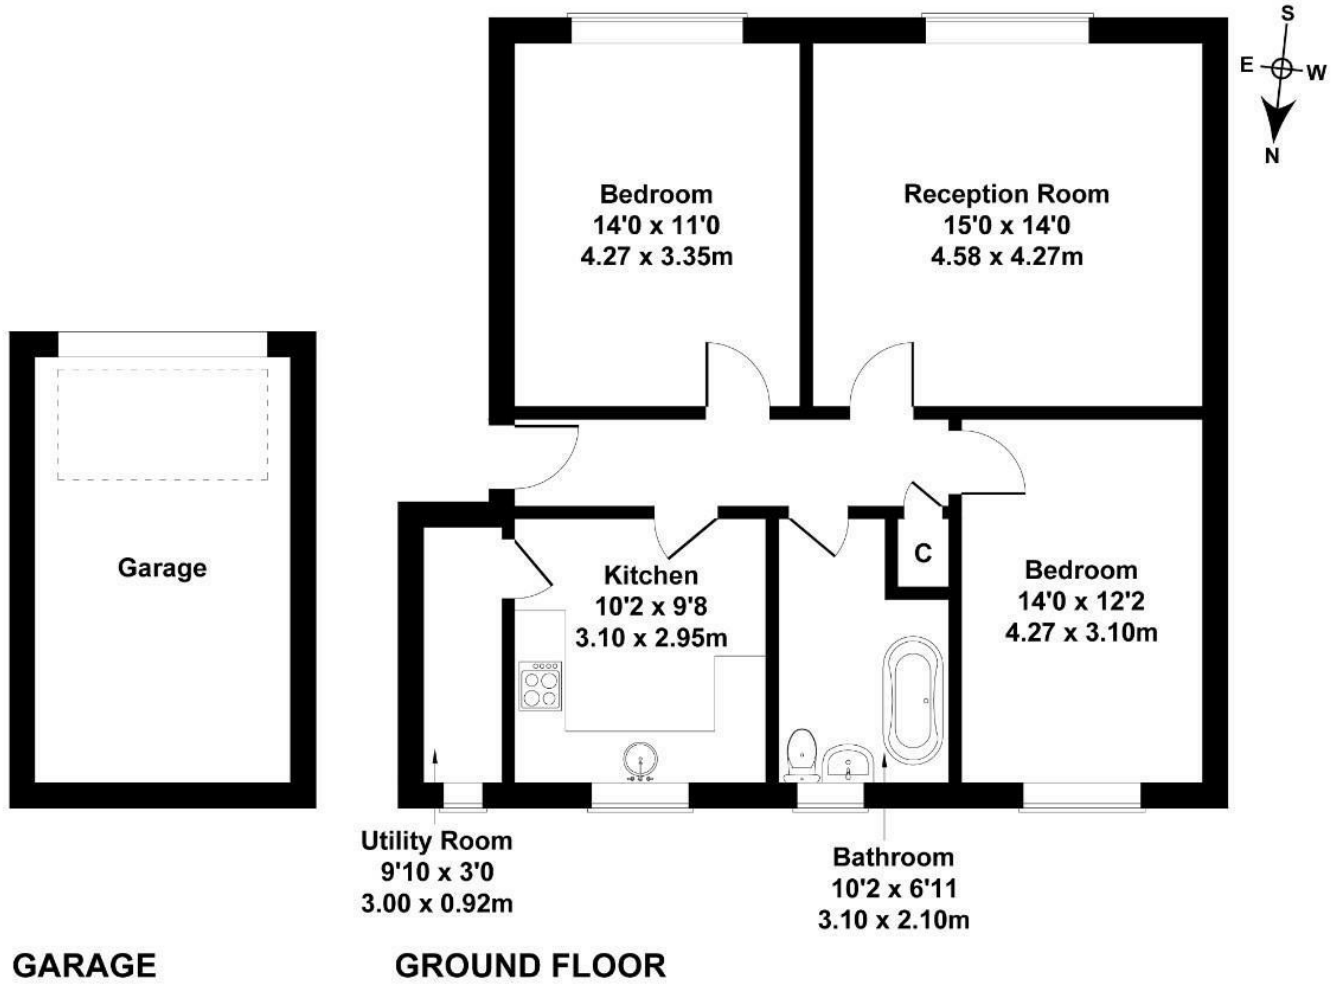 S
E
W
N
Bedroom
14'0 x 11'0
4.27 x 3.35m
Reception Room
15'0 x 14'0
4.58 x 4.27m
Garage
Kitchen
10'2 x 9'8
3.10 x 2.95m
C
Bedroom
14'0 x 12'2
4.27 x 3.10m
Utility Room
9'10 x 3'0
3.00 x 0.92m
Bathroom
10'2 x 6'11
3.10 x 2.10m
GARAGE
GROUND FLOOR